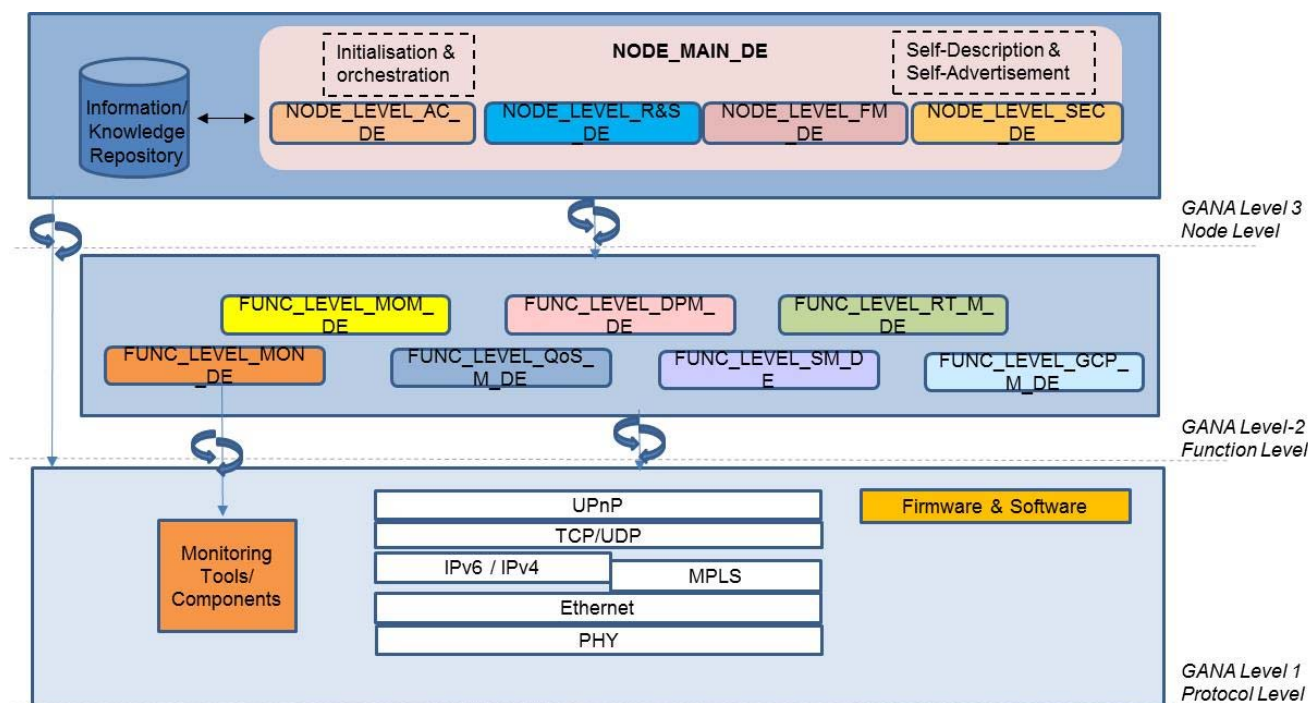 Initialisation &
orchestration
NODE_MAIN_DE
Self-Description &
Self-Advertisement
Information/
Knowledge
Repository
NODE_LEVEL_AC_
DE
NODE_LEVEL_R&S
_DE
NODE_LEVEL_FM
_DE
NODE_LEVEL_SEC
_DE
GANA Level 3
Node Level
FUNC_LEVEL_MOM_
DE
FUNC_LEVEL_DPM_
DE
FUNC_LEVEL_RT_M_
DE
FUNC_LEVEL_MON
_DE
FUNC_LEVEL_QoS_
M_DE
FUNC_LEVEL_SM_D
E
FUNC_LEVEL_GCP_
M_DE
GANA Level-2
Function Level
Monitoring
Tools/
Components
UPnP
TCP/UDP
IPv6 / IPv4
MPLS
Ethernet
PHY
Firmware & Software
GANA Level 1
Protocol Level